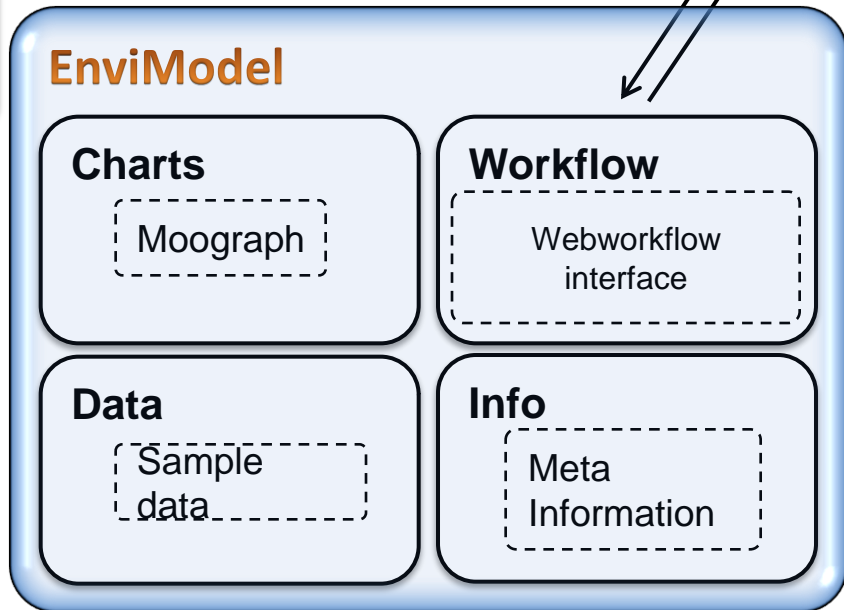 EnviModel
Charts
Moograph
Workflow
Webworkflow
interface
Data
Sample
data
Info
Meta
Information